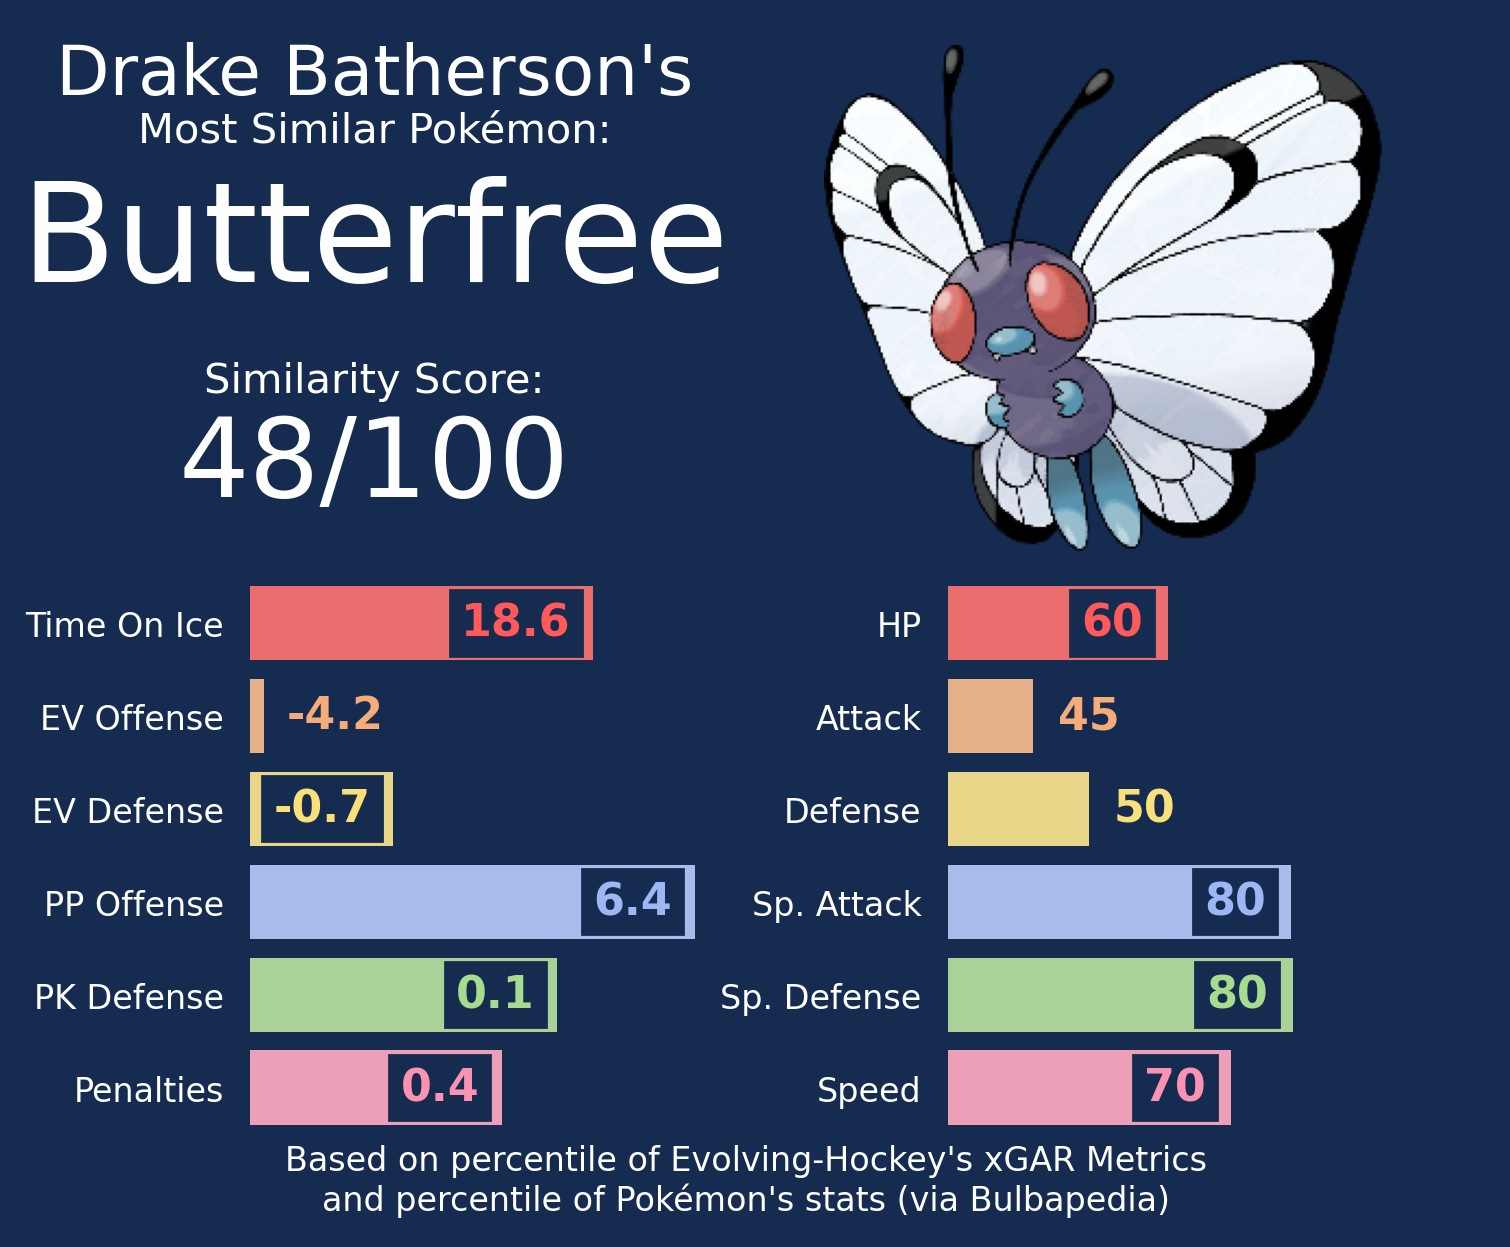 Drake Batherson's
Most Similar Pokémon:
Butterfree
Similarity Score:
48/100
Time On Ice 18.6
EV Offense -4.2
EV Defense -0.7
PP Offense 6.4
PK Defense 0.1
Penalties 0.4
HP 60
Attack 45
Defense 50
Sp. Attack 80
Sp. Defense 80
Speed 70
Based on percentile of Evolving-Hockey's xGAR Metrics
and percentile of Pokémon's stats (via Bulbapedia)